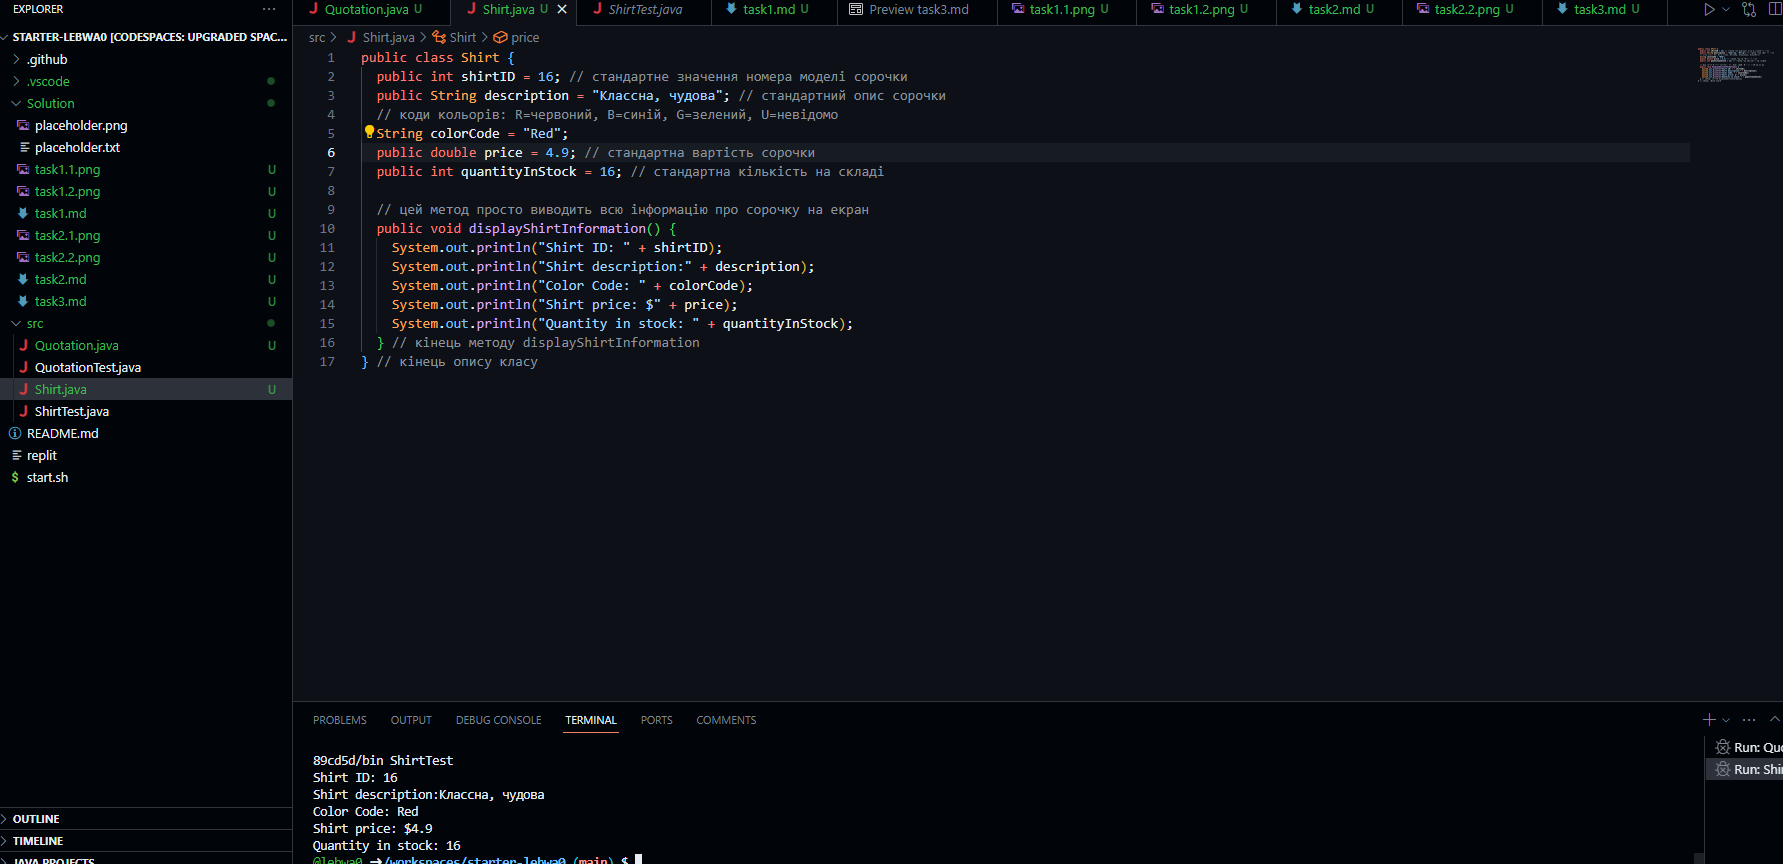 EXPLORER ···
Quotation.java U
Shirt.java U
ShirtTest.java
task1.md U
Preview task3.md
task1.1.png U
task1.2.png U
task2.md U
task2.2.png U
task3.md U
STARTER-LEBWA0 [CODESPACES: UPGRADED SPAC...
.github
.vscode
Solution
placeholder.png
placeholder.txt
task1.1.png U
task1.2.png U
task1.md U
task2.1.png U
task2.2.png U
task2.md U
task3.md U
src
Quotation.java U
QuotationTest.java
Shirt.java U
ShirtTest.java
README.md
replit
$ start.sh
OUTLINE
TIMELINE
JAVA PROJECTS
src > Shirt.java > Shirt > price
1 public class Shirt {
2 public int shirtID = 16; // стандартне значення номера моделі сорочки
3 public String description = "Классна, чудова"; // стандартний опис сорочки
4 // коди кольорів: R=червоний, B=синій, G=зелений, U=невідомо
5 String colorCode = "Red";
6 public double price = 4.9; // стандартна вартість сорочки
7 public int quantityInStock = 16; // стандартна кількість на складі
8
9 // цей метод просто виводить всю інформацію про сорочку на екран
10 public void displayShirtInformation() {
11 System.out.println("Shirt ID: " + shirtID);
12 System.out.println("Shirt description:" + description);
13 System.out.println("Color Code: " + colorCode);
14 System.out.println("Shirt price: $" + price);
15 System.out.println("Quantity in stock: " + quantityInStock);
16 } // кінець методу displayShirtInformation
17 } // кінець опису класу
PROBLEMS OUTPUT DEBUG CONSOLE TERMINAL PORTS COMMENTS
89cd5d/bin ShirtTest
Shirt ID: 16
Shirt description:Классна, чудова
Color Code: Red
Shirt price: $4.9
Quantity in stock: 16
@lebwa0 ➜/workspaces/starter-lebwa0 (main) $
Run: Quo
Run: Shi